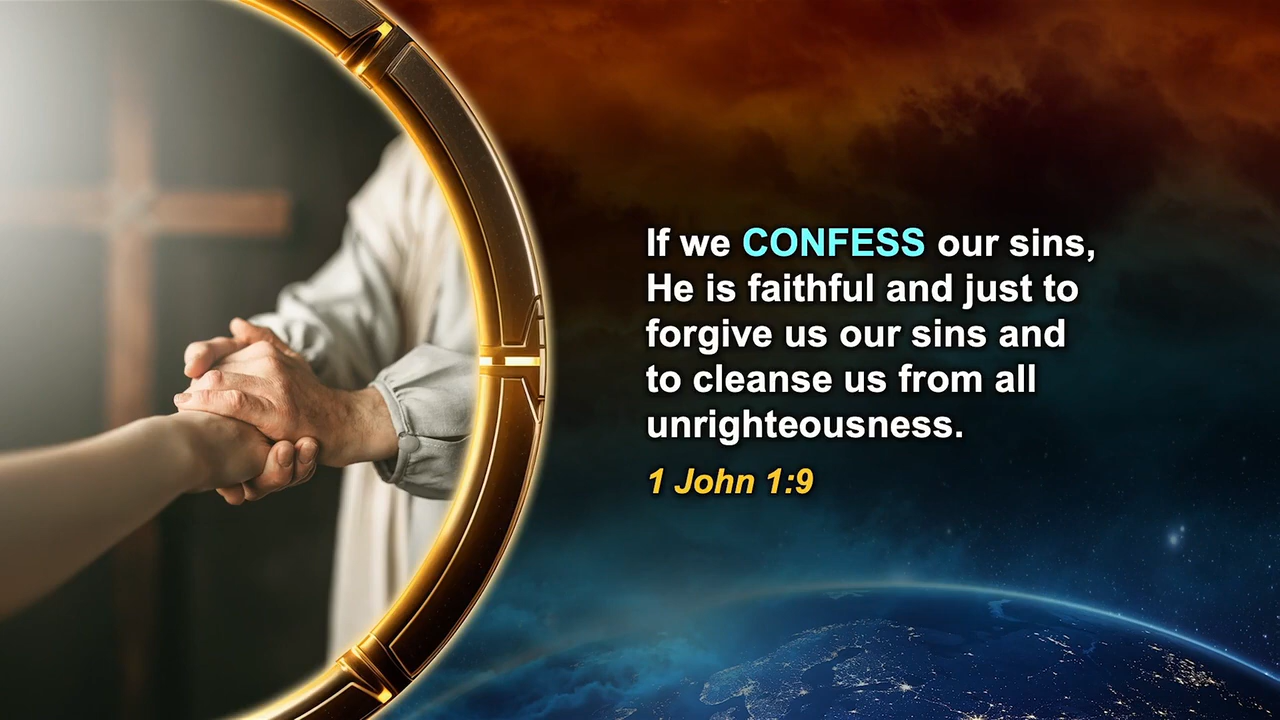 If we CONFESS our sins,
He is faithful and just to
forgive us our sins and
to cleanse us from all
unrighteousness.
1 John 1:9